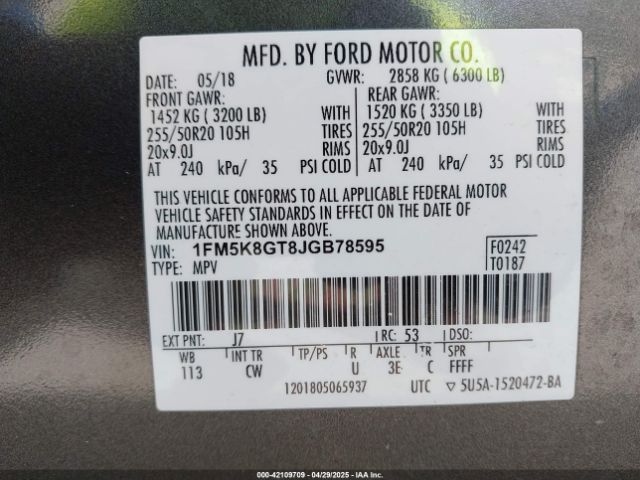 MFD. BY FORD MOTOR CO.
DATE: 05/18 GVWR: 2858 KG ( 6300 LB)
FRONT GAWR: REAR GAWR:
1452 KG ( 3200 LB) WITH 1520 KG ( 3350 LB) WITH
255/50R20 105H TIRES 255/50R20 105H TIRES
20x9.0J RIMS 20x9.0J RIMS
AT 240 kPa/ 35 PSI COLD AT 240 kPa/ 35 PSI COLD
THIS VEHICLE CONFORMS TO ALL APPLICABLE FEDERAL MOTOR
VEHICLE SAFETY STANDARDS IN EFFECT ON THE DATE OF
MANUFACTURE SHOWN ABOVE.
VIN: 1FM5K8GT8JGB78595 F0242
TYPE: MPV T0187
EXT PNT: J7 RC: 53 DSO:
WB INT TR TP/PS R AXLE TR SPR
113 CW U 3E C FFFF
1201805065937 UTC ▽ 5U5A-1520472-BA
000-42109709 - 04/29/2025 - IAAI, Inc.